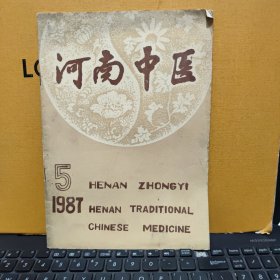 河南中医
5
1987
HENAN ZHONGYI
HENAN TRADITIONAL
CHINESE MEDICINE